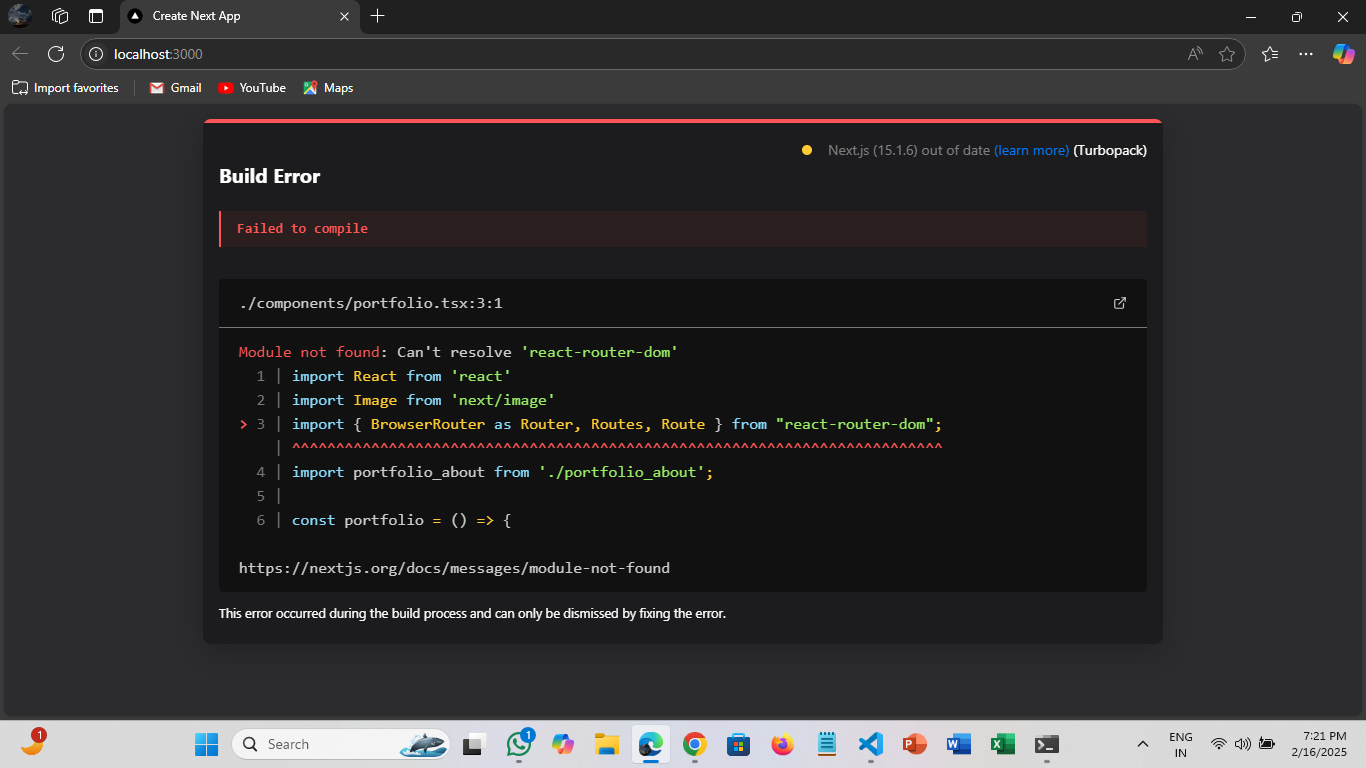 Create Next App
localhost:3000
Import favorites
Gmail
YouTube
Maps
Next.js (15.1.6) out of date (learn more) (Turbopack)
Build Error
Failed to compile
./components/portfolio.tsx:3:1
Module not found: Can't resolve 'react-router-dom'
1 | import React from 'react'
2 | import Image from 'next/image'
> 3 | import { BrowserRouter as Router, Routes, Route } from "react-router-dom";
| ^^^^^^^^^^^^^^^^^^^^^^^^^^^^^^^^^^^^^^^^^^^^^^^^^^^^^^^^^^^^^^^^^^^^^^^^^^
4 | import portfolio_about from './portfolio_about';
5 |
6 | const portfolio = () => {
https://nextjs.org/docs/messages/module-not-found
This error occurred during the build process and can only be dismissed by fixing the error.
1
Search
1
ENG
IN
7:21 PM
2/16/2025